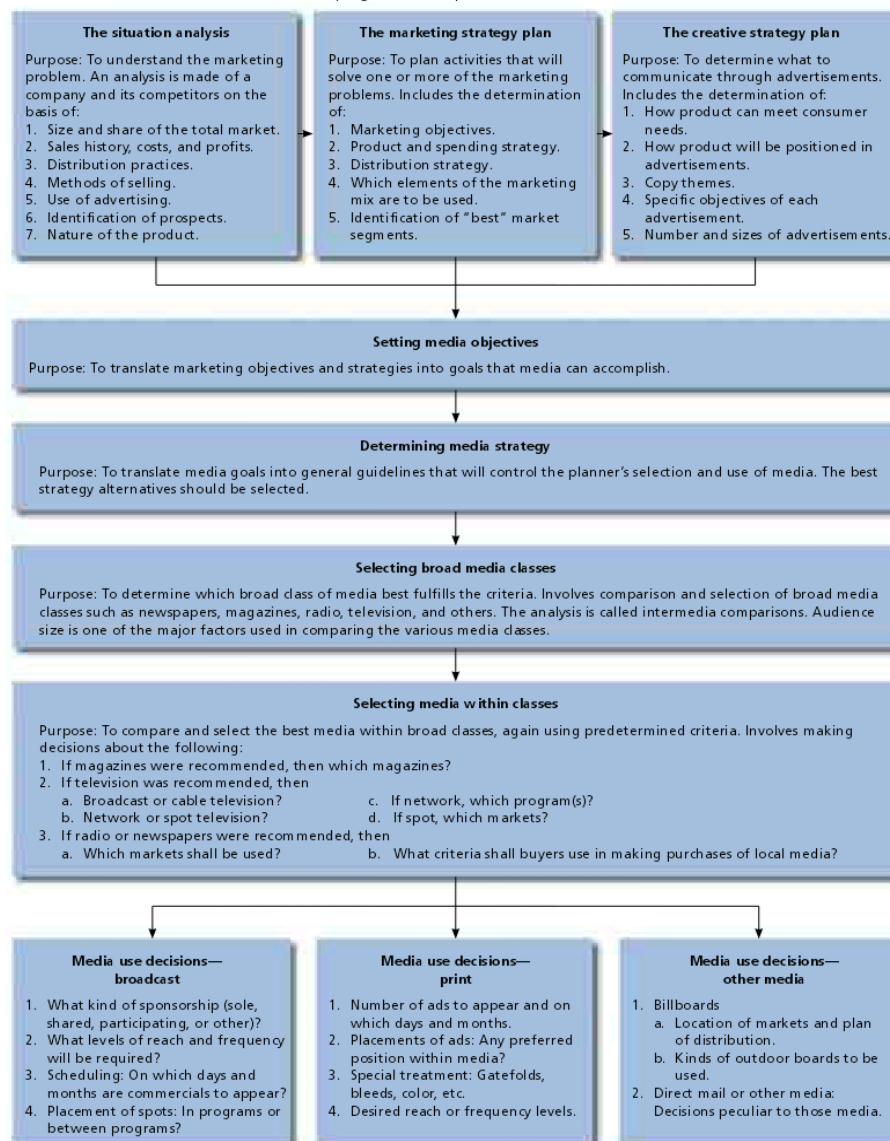 The situation analysis
Purpose: To understand the marketing
problem. An analysis is made of a
company and its competitors on the
basis of:
1. Size and share of the total market.
2. Sales history, costs, and profits.
3. Distribution practices.
4. Methods of selling.
5. Use of advertising.
6. Identification of prospects.
7. Nature of the product.
The marketing strategy plan
Purpose: To plan activities that will
solve one or more of the marketing
problems. Includes the determination
of:
1. Marketing objectives.
2. Product and spending strategy.
3. Distribution strategy.
4. Which elements of the marketing
mix are to be used.
5. Identification of “best” market
segments.
The creative strategy plan
Purpose: To determine what to
communicate through advertisements.
Includes the determination of:
1. How product can meet consumer
needs.
2. How product will be positioned in
advertisements.
3. Copy themes.
4. Specific objectives of each
advertisement.
5. Number and sizes of advertisements.
Setting media objectives
Purpose: To translate marketing objectives and strategies into goals that media can accomplish.
Determining media strategy
Purpose: To translate media goals into general guidelines that will control the planner’s selection and use of media. The best
strategy alternatives should be selected.
Selecting broad media classes
Purpose: To determine which broad class of media best fulfills the criteria. Involves comparison and selection of broad media
classes such as newspapers, magazines, radio, television, and others. The analysis is called intermedia comparisons. Audience
size is one of the major factors used in comparing the various media classes.
Selecting media within classes
Purpose: To compare and select the best media within broad classes, again using predetermined criteria. Involves making
decisions about the following:
1. If magazines were recommended, then which magazines?
2. If television was recommended, then
a. Broadcast or cable television? c. If network, which program(s)?
b. Network or spot television? d. If spot, which markets?
3. If radio or newspapers were recommended, then
a. Which markets shall be used? b. What criteria shall buyers use in making purchases of local media?
Media use decisions—
broadcast
1. What kind of sponsorship (sole,
shared, participating, or other)?
2. What levels of reach and frequency
will be required?
3. Scheduling: On which days and
months are commercials to appear?
4. Placement of spots: In programs or
between programs?
Media use decisions—
print
1. Number of ads to appear and on
which days and months.
2. Placements of ads: Any preferred
position within media?
3. Special treatment: Gatefolds,
bleeds, color, etc.
4. Desired reach or frequency levels.
Media use decisions—
other media
1. Billboards
a. Location of markets and plan
of distribution.
b. Kinds of outdoor boards to be
used.
2. Direct mail or other media:
Decisions peculiar to those media.